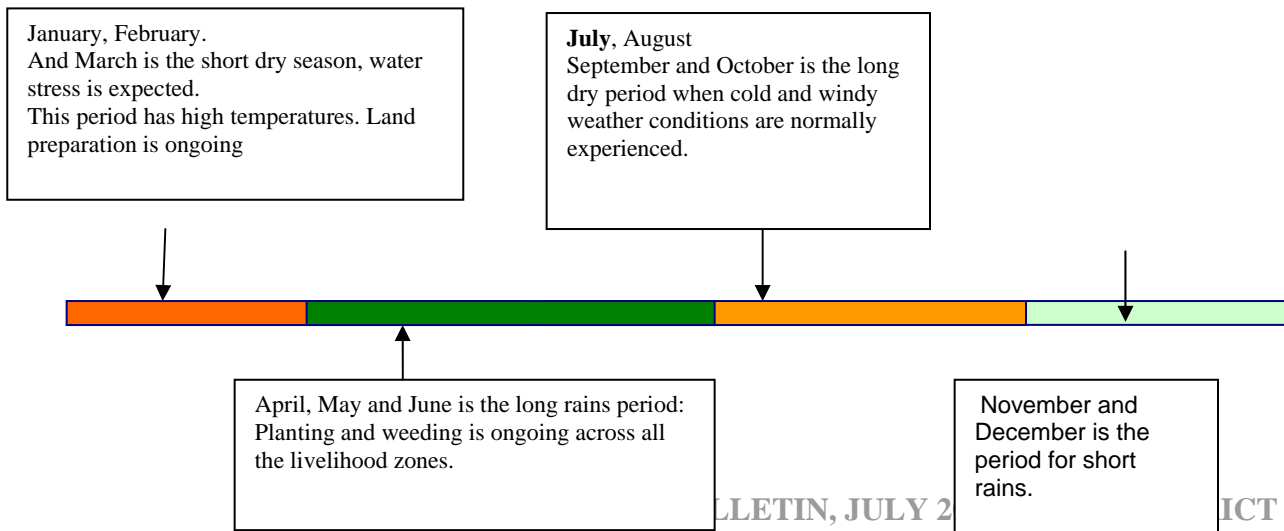 January, February.
And March is the short dry season, water
stress is expected.
This period has high temperatures. Land
preparation is ongoing
July, August
September and October is the long
dry period when cold and windy
weather conditions are normally
experienced.
April, May and June is the long rains period:
Planting and weeding is ongoing across all
the livelihood zones.
November and
December is the
period for short
rains.
LLETIN, JULY 2 ICT